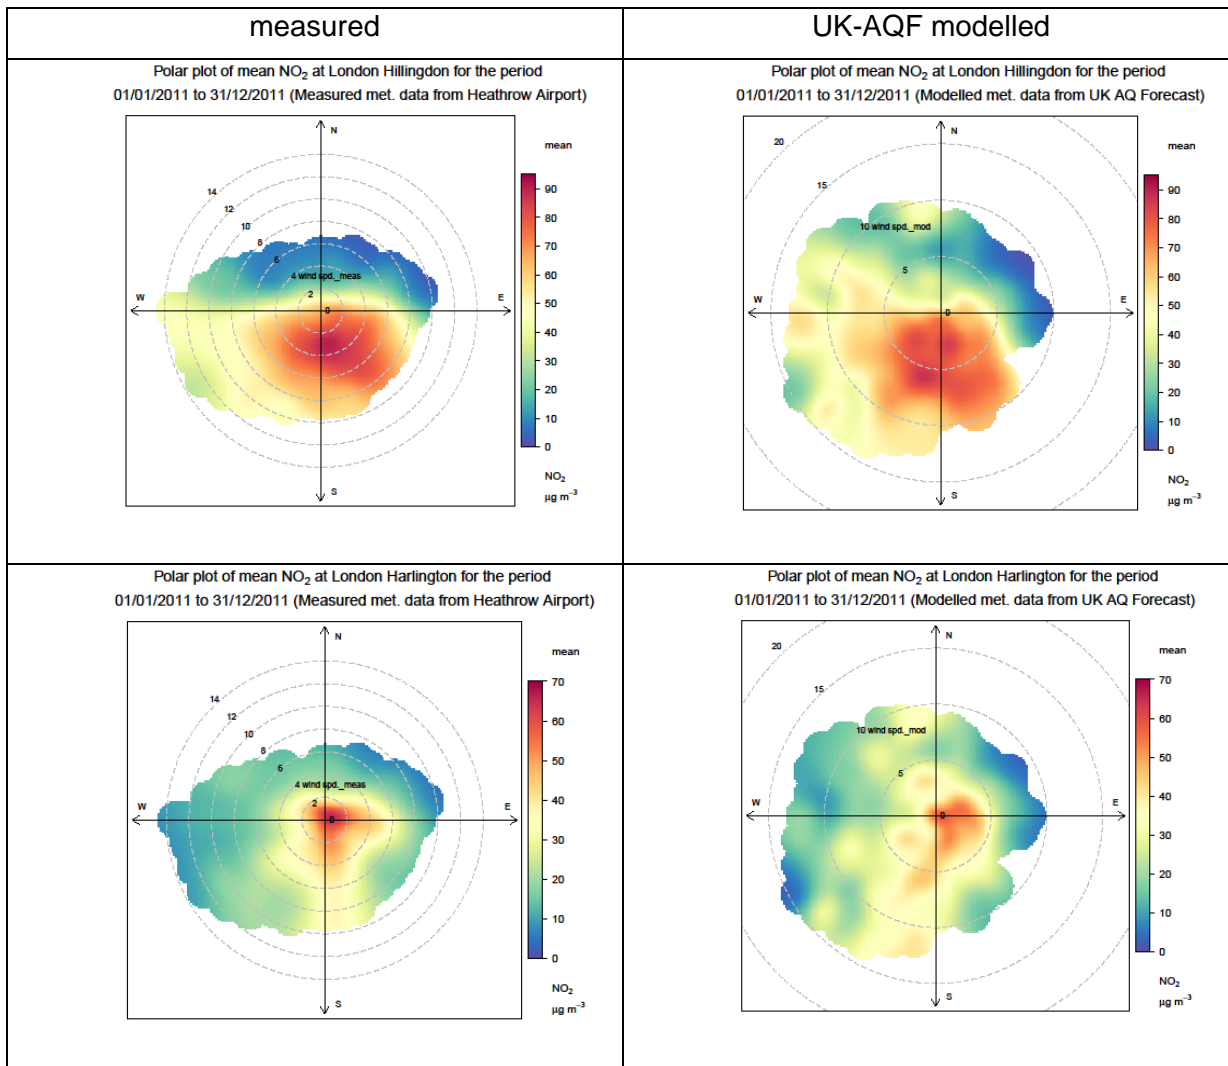 measured
UK-AQF modelled
Polar plot of mean NO₂ at London Hillingdon for the period
01/01/2011 to 31/12/2011 (Measured met. data from Heathrow Airport)
N
mean
14
12
10
8
6
4 wind spd._meas
2
0
W
E
S
90
80
70
60
50
40
30
20
10
0
NO₂
µg m⁻³
Polar plot of mean NO₂ at London Hillingdon for the period
01/01/2011 to 31/12/2011 (Modelled met. data from UK AQ Forecast)
N
mean
20
15
10 wind spd._mod
5
0
W
E
S
90
80
70
60
50
40
30
20
10
0
NO₂
µg m⁻³
Polar plot of mean NO₂ at London Harlington for the period
01/01/2011 to 31/12/2011 (Measured met. data from Heathrow Airport)
N
mean
14
12
10
8
6
4 wind spd._meas
2
0
W
E
S
70
60
50
40
30
20
10
0
NO₂
µg m⁻³
Polar plot of mean NO₂ at London Harlington for the period
01/01/2011 to 31/12/2011 (Modelled met. data from UK AQ Forecast)
N
mean
20
15
10 wind spd._mod
5
0
W
E
S
70
60
50
40
30
20
10
0
NO₂
µg m⁻³